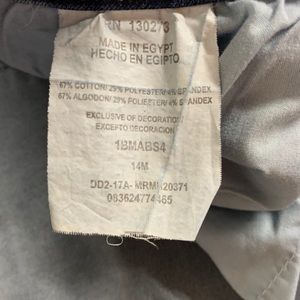 RN 130273
MADE IN EGYPT
HECHO EN EGIPTO
67% COTTON/ 29% POLYESTER/ 4% SPANDEX
67% ALGODON/ 29% POLIESTER/ 4% SPANDEX
EXCLUSIVE OF DECORATION
EXCEPTO DECORACION
1BMABS4
14M
DD2-17A- MRMH20371
083624774465